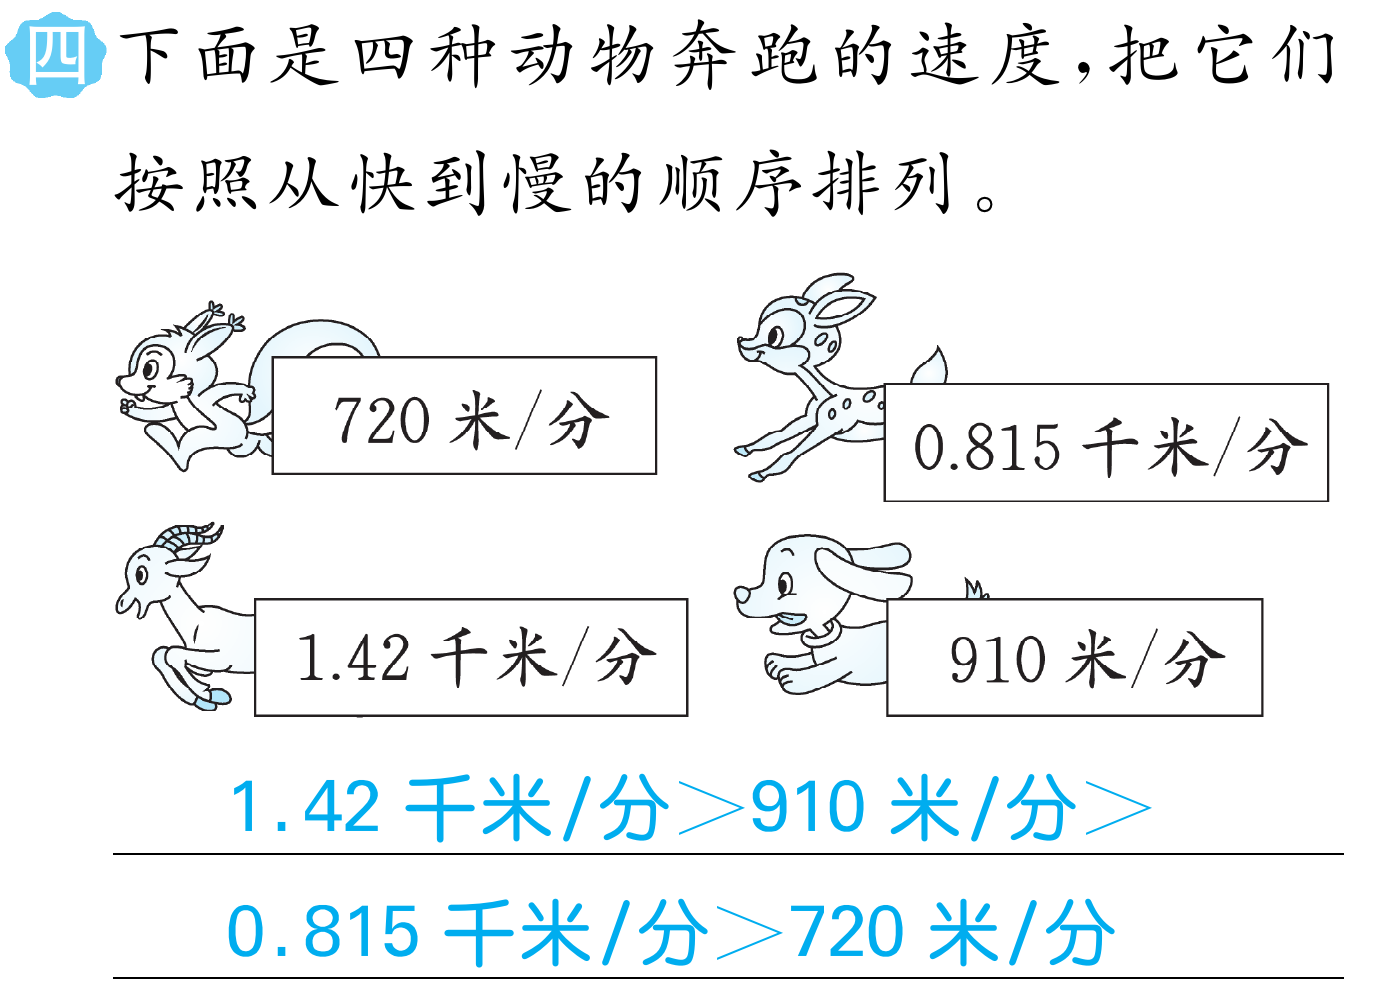 四 下面是四种动物奔跑的速度,把它们
按照从快到慢的顺序排列。
720 米/分
0.815 千米/分
1.42 千米/分
910 米/分
1.42 千米/分>910 米/分>
0.815 千米/分>720 米/分